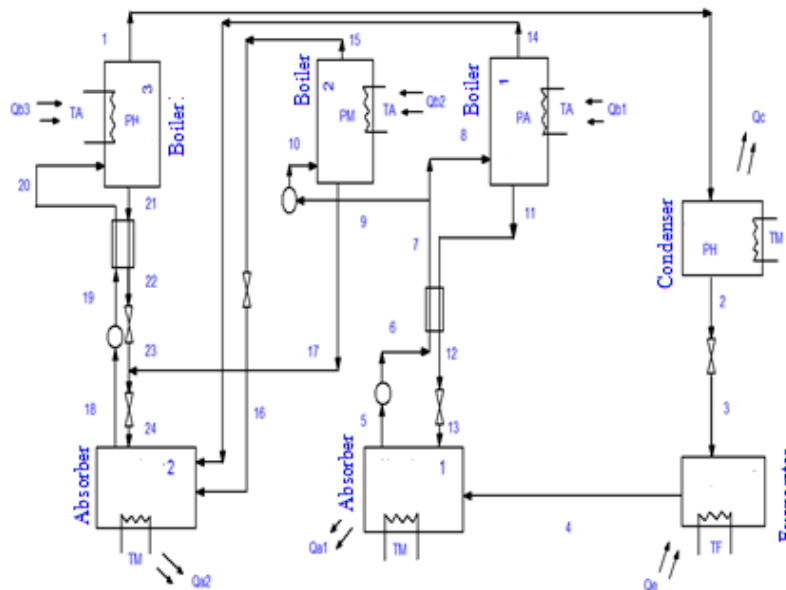 1
15
14
Boiler
2
PM
TA
Qb2
Boiler
1
PA
TA
Qb1
Qb3
TA
3
PH
Boiler
10
8
Qc
20
21
9
7
11
Condenser
PH
TM
19
22
6
12
2
23
17
18
24
16
5
13
3
Absorber
2
TM
Qa2
Absorber
1
Qa1
TM
4
TF
Qe